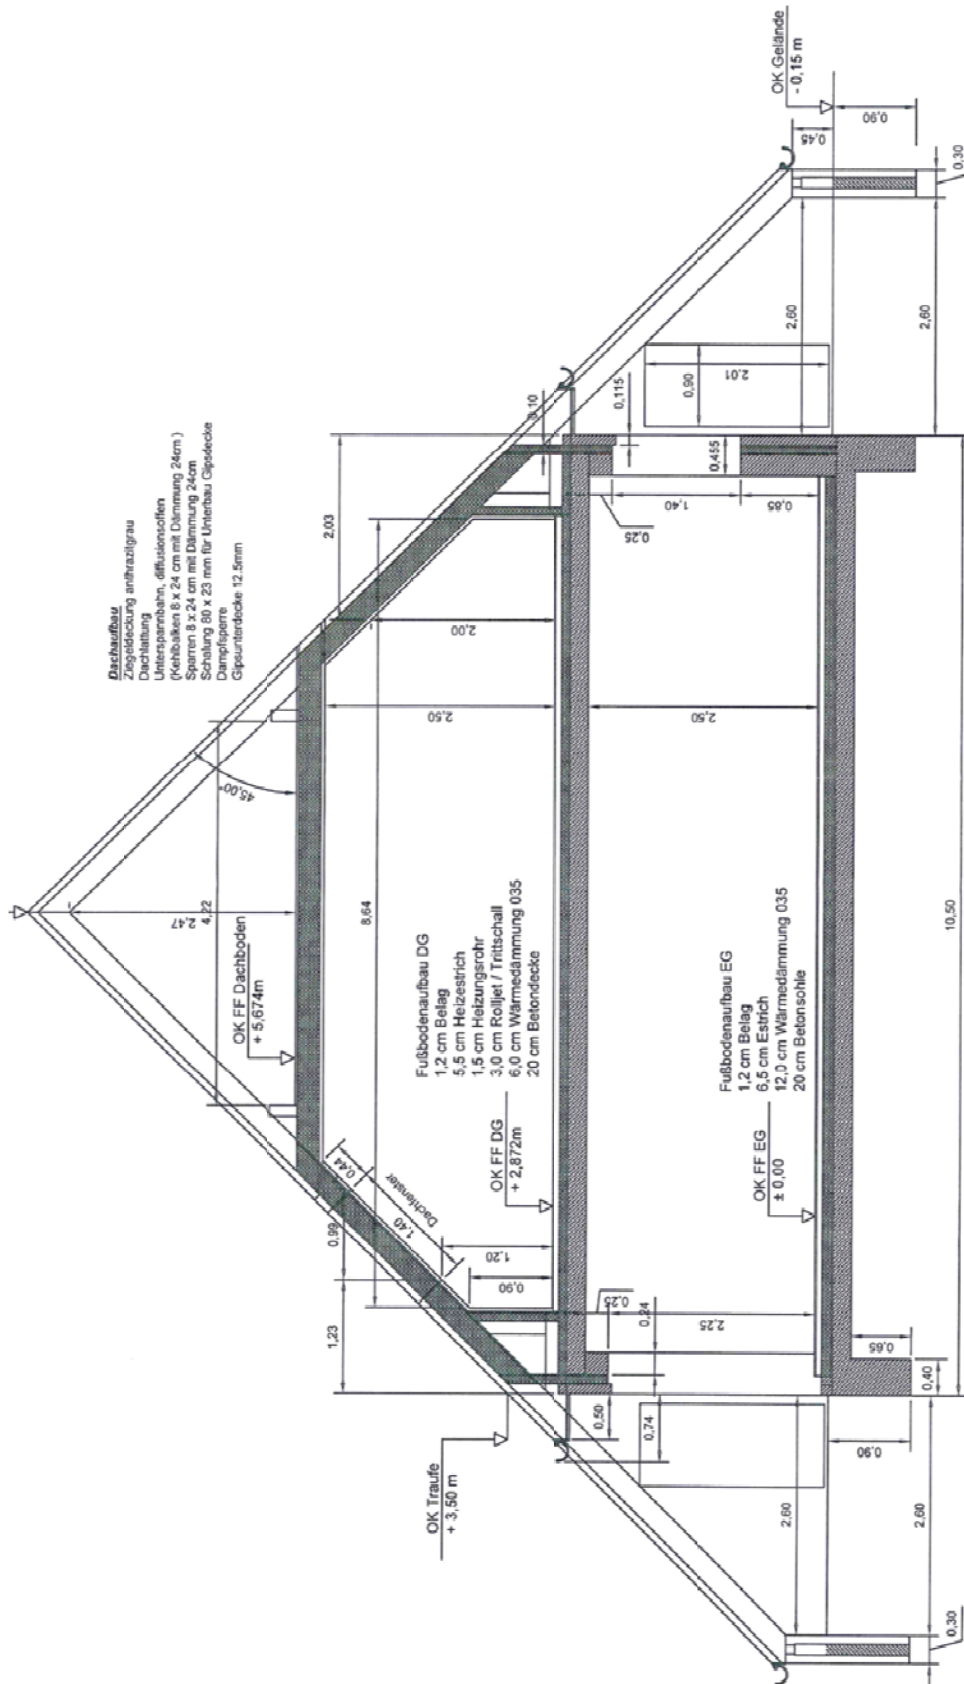 Dachaufbau
Ziegeldeckung anthrazitgrau
Dachlattung
Unterspannbahn, diffusionsoffen
(Kehlbalken 8 x 24 cm mit Dämmung 24cm )
Sparren 8 x 24 cm mit Dämmung 24cm
Schalung 80 x 23 mm für Unterbau Gipsdecke
Dampfsperre
Gipsunterdecke 12.5mm
45,00°
2,47
4,22
2,03
OK FF Dachboden
+ 5,674m
0,44
1,40
Dachfenster
0,99
1,23
8,64
2,50
2,00
1,20
0,90
0,10
Fußbodenaufbau DG
1,2 cm Belag
5,5 cm Heizestrich
1,5 cm Heizungsrohr
3,0 cm Rolljet / Trittschall
6,0 cm Wärmedämmung 035
20 cm Betondecke
OK FF DG
+ 2,872m
OK Traufe
+ 3,50 m
0,50
0,74
0,24
0,25
2,25
2,50
0,25
1,40
0,85
0,115
0,455
0,90
2,01
Fußbodenaufbau EG
1,2 cm Belag
6,5 cm Estrich
12,0 cm Wärmedämmung 035
20 cm Betonsohle
OK FF EG
± 0,00
OK Gelände
- 0,15 m
0,45
0,90
0,30
2,60
2,60
10,50
0,65
0,40
0,90
2,60
2,60
0,30